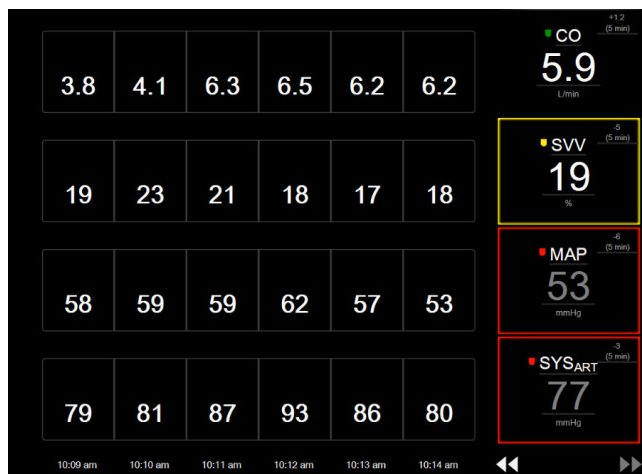 3.8 4.1 6.3 6.5 6.2 6.2
+1.2
(5 min)
CO
5.9
L/min
19 23 21 18 17 18
-5
(5 min)
SVV
19
%
58 59 59 62 57 53
-6
(5 min)
MAP
53
mmHg
79 81 87 93 86 80
-3
(5 min)
SYSART
77
mmHg
10:09 am 10:10 am 10:11 am 10:12 am 10:13 am 10:14 am